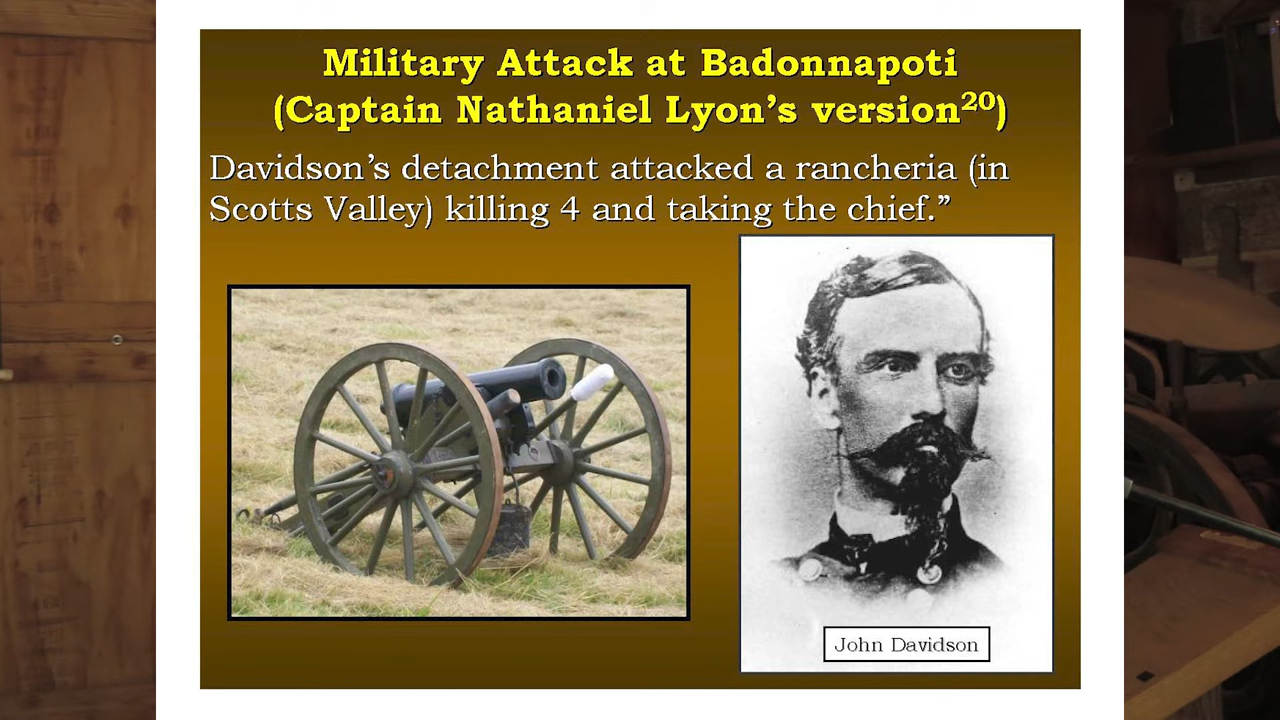 Military Attack at Badonnapoti
(Captain Nathaniel Lyon’s version²⁰)
Davidson’s detachment attacked a rancheria (in
Scotts Valley) killing 4 and taking the chief.”
John Davidson